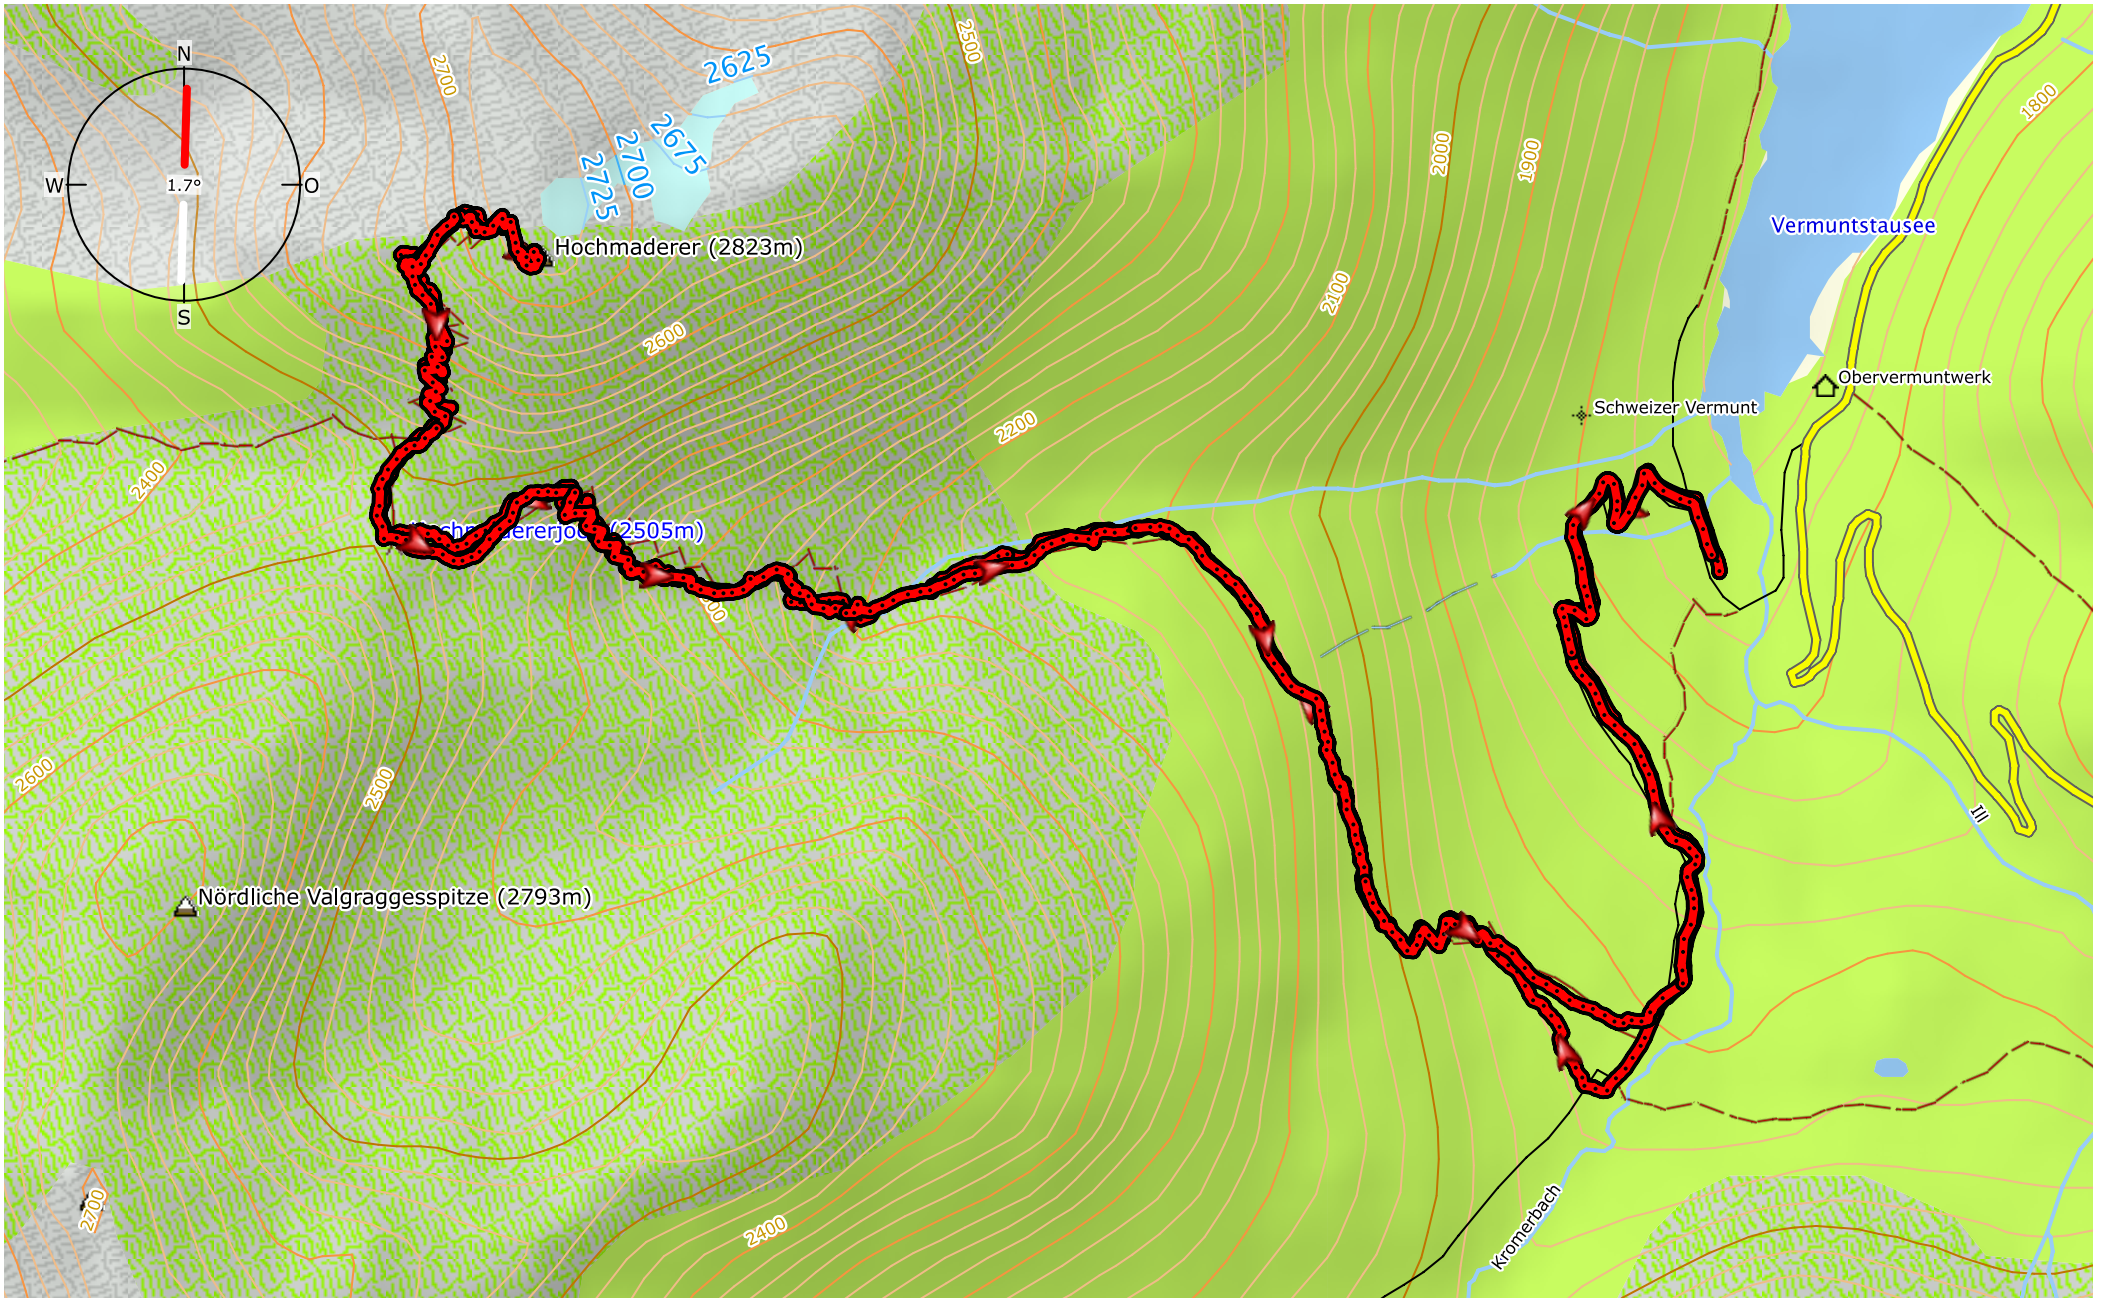 N
W
1.7°
O
S
2700
2625
2500
2675
2700
2725
2000
1900
1800
Vermuntstausee
Hochmaderer (2823m)
2100
2600
Obervermuntwerk
Schweizer Vermunt
2200
2400
(2505m)
2600
2500
Ill
Nördliche Valgraggesspitze (2793m)
2700
2400
Kromerbach